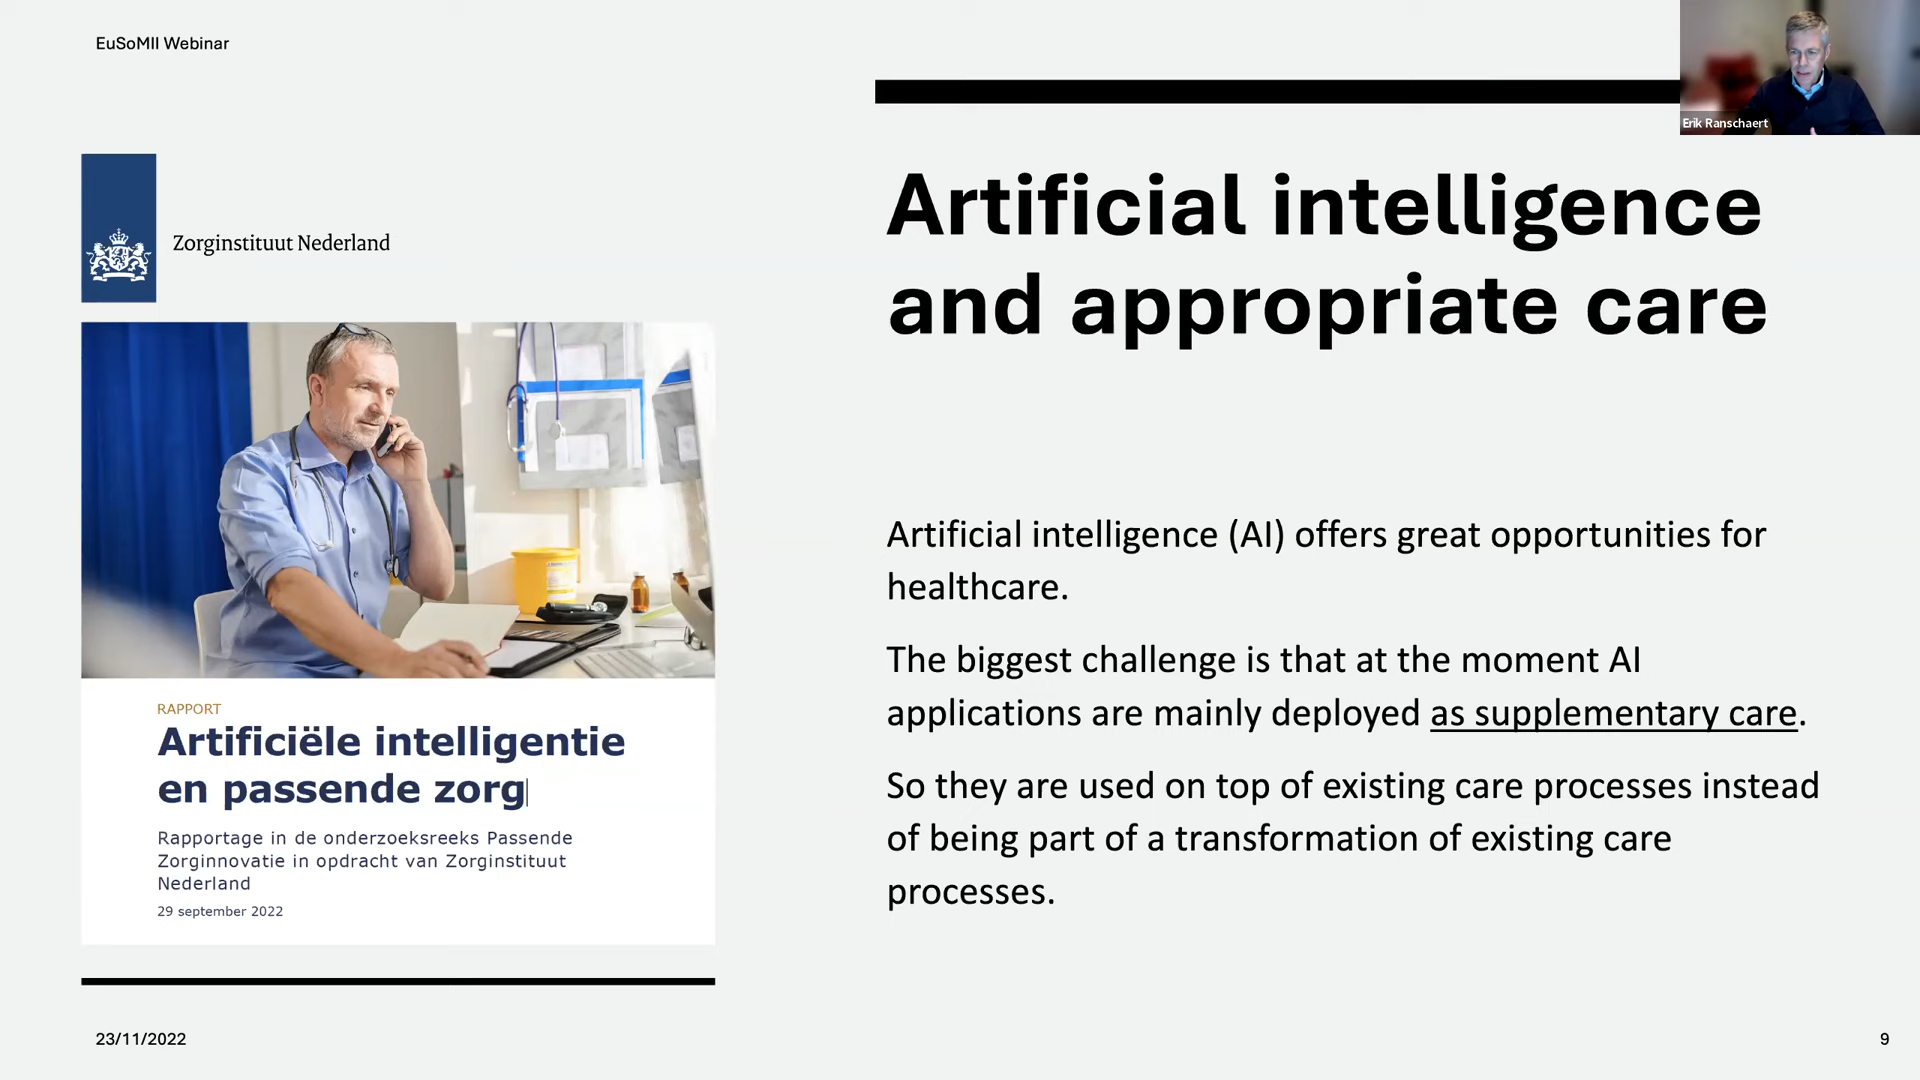 EuSoMII Webinar
Erik Ranschaert
Zorginstituut Nederland
Artificial intelligence
and appropriate care
RAPPORT
Artificiële intelligentie
en passende zorg
Rapportage in de onderzoeksreeks Passende
Zorginnovatie in opdracht van Zorginstituut
Nederland
29 september 2022
Artificial intelligence (AI) offers great opportunities for
healthcare.
The biggest challenge is that at the moment AI
applications are mainly deployed as supplementary care.
So they are used on top of existing care processes instead
of being part of a transformation of existing care
processes.
23/11/2022
9